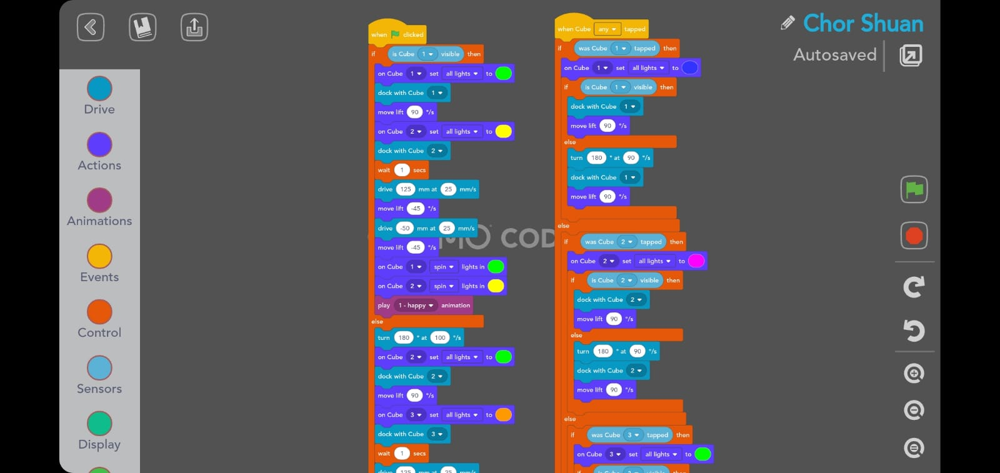 Chor Shuan
Autosaved
Drive
Actions
Animations
Events
Control
Sensors
Display
when clicked
if is Cube 1 visible then
on Cube 1 set all lights to
dock with Cube 1
move lift 90 °/s
on Cube 2 set all lights to
dock with Cube 2
wait 1 secs
drive 125 mm at 25 mm/s
move lift -45 °/s
drive -50 mm at 25 mm/s
move lift -45 °/s
on Cube 1 spin lights in
on Cube 2 spin lights in
play 1 - happy animation
else
turn 180 ° at 100 °/s
on Cube 2 set all lights to
dock with Cube 2
move lift 90 °/s
on Cube 3 set all lights to
dock with Cube 3
wait 1 secs
drive 125 mm at 25 mm/s
when Cube any tapped
if was Cube 1 tapped then
on Cube 1 set all lights to
if is Cube 1 visible then
dock with Cube 1
move lift 90 °/s
else
turn 180 ° at 90 °/s
dock with Cube 1
move lift 90 °/s
else
if was Cube 2 tapped then
on Cube 2 set all lights to
if is Cube 2 visible then
dock with Cube 2
move lift 90 °/s
else
turn 180 ° at 90 °/s
dock with Cube 2
move lift 90 °/s
else
if was Cube 3 tapped then
on Cube 3 set all lights to
if is Cube 3 visible then